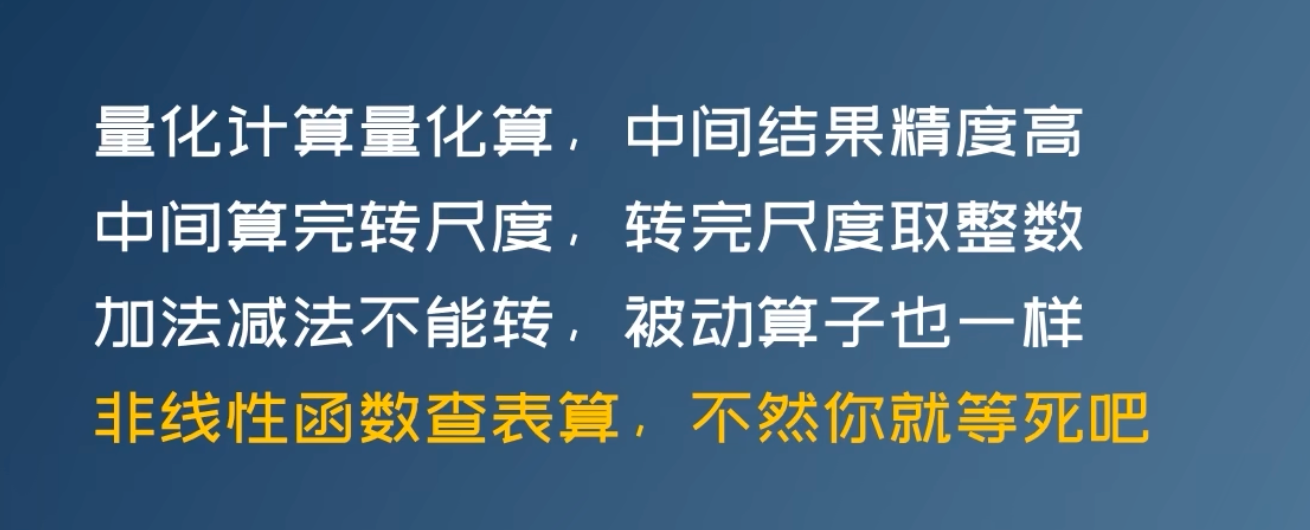 量化计算量化算，中间结果精度高
中间算完转尺度，转完尺度取整数
加法减法不能转，被动算子也一样
非线性函数查表算，不然你就等死吧